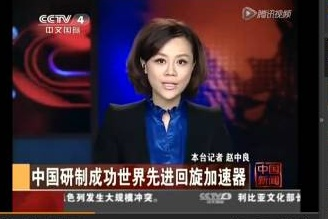 CCTV 4
中文国际
腾讯视频
本台记者 赵中良
中国研制成功世界先进回旋加速器
中国
新闻
色列发生大规模冲突。 CCTV 4 利比亚文化部长